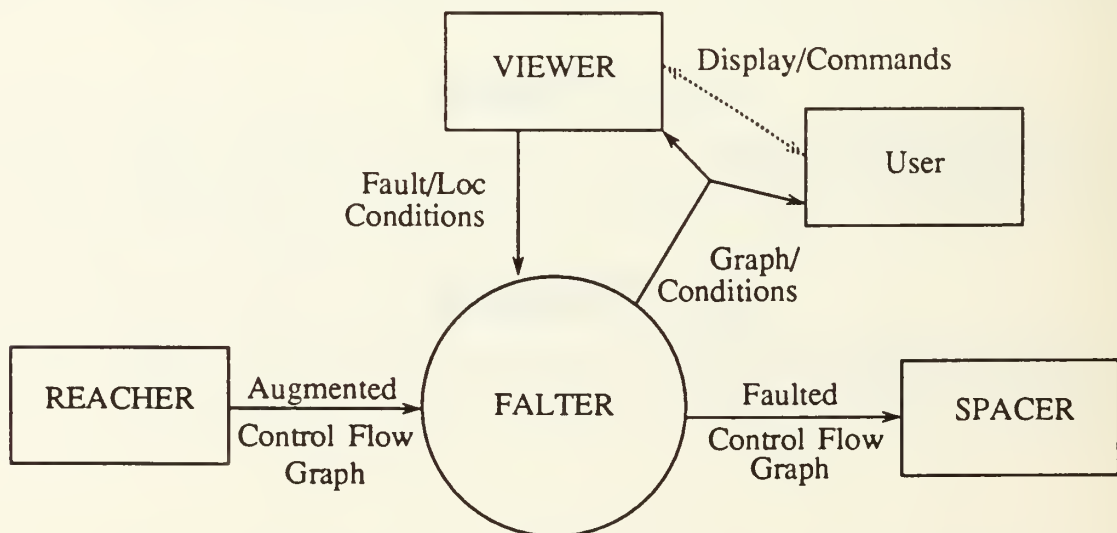 VIEWER
Display/Commands
User
Fault/Loc
Conditions
Graph/
Conditions
REACHER
Augmented
Control Flow
Graph
FALTER
Faulted
Control Flow
Graph
SPACER